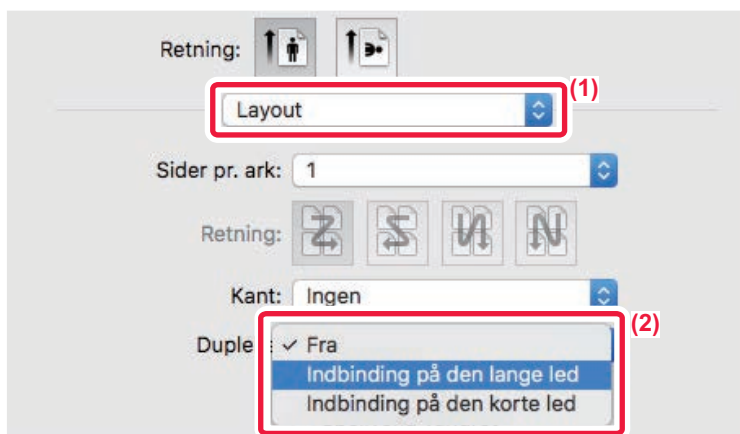 Retning:
(1)
Layout
Sider pr. ark: 1
Retning:
Kant: Ingen
(2)
Duple ✓ Fra
Indbinding på den lange led
Indbinding på den korte led